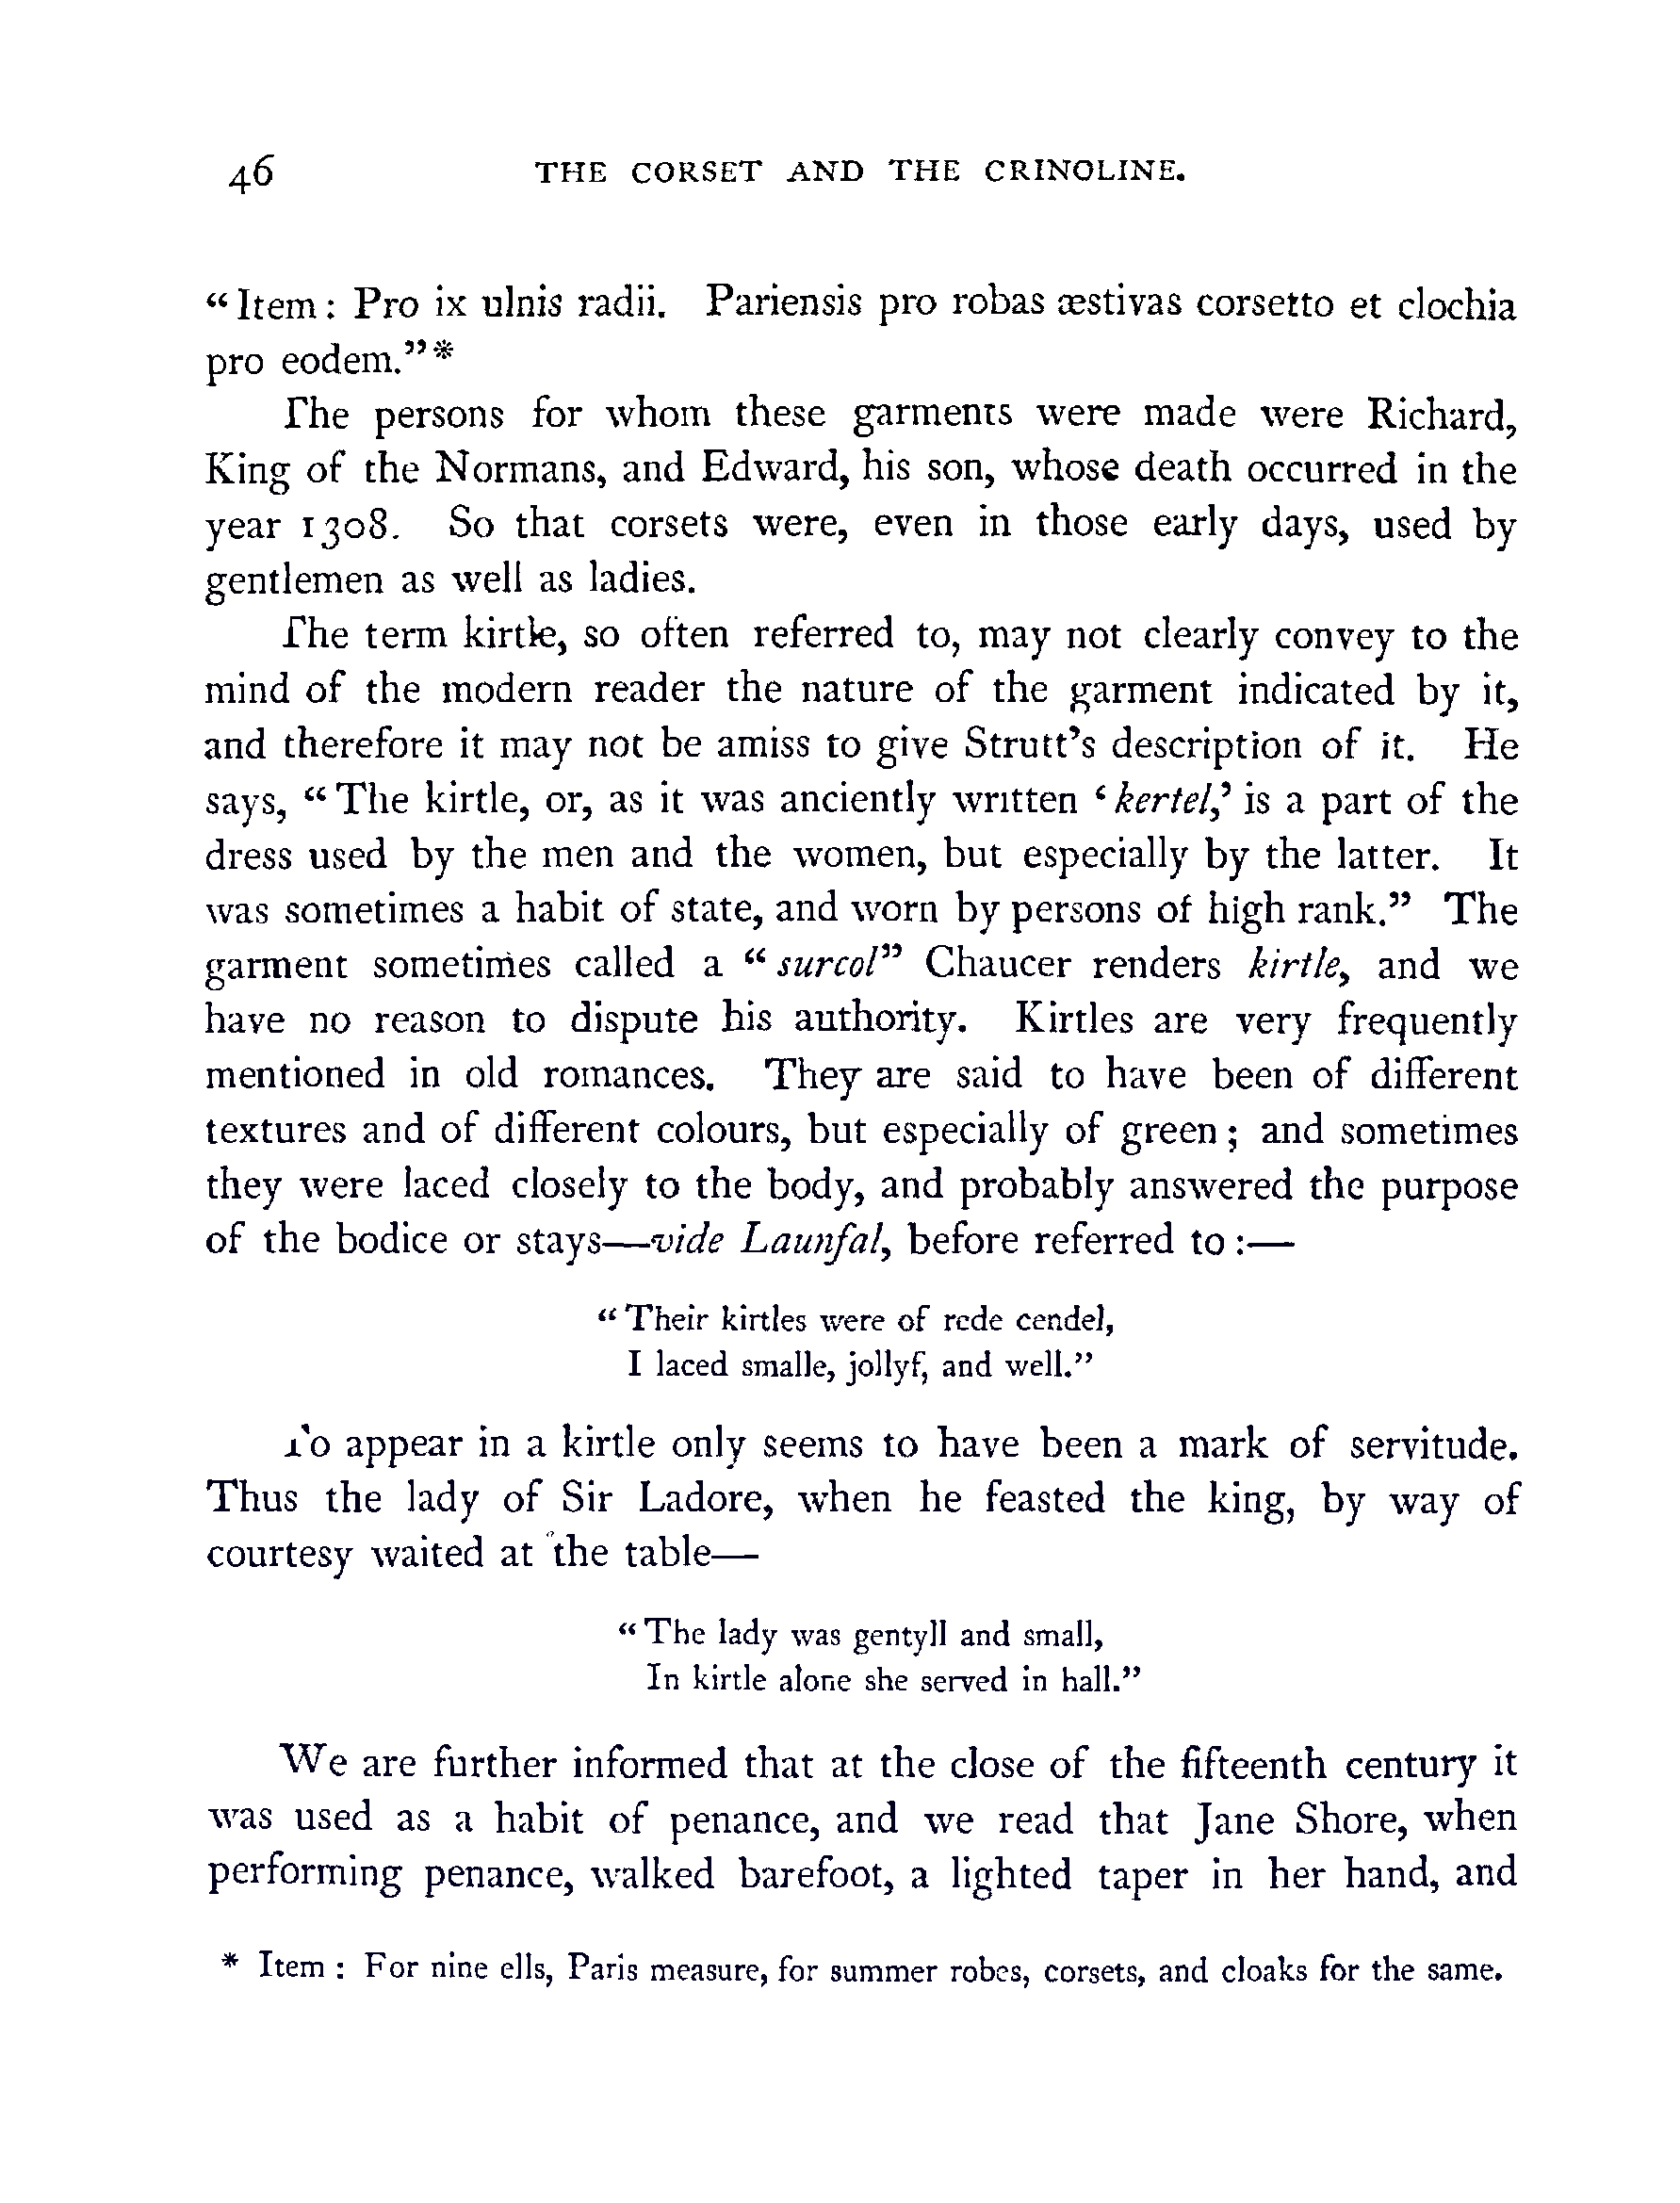 46 THE CORSET AND THE CRINOLINE.
“Item: Pro ix ulnis radii. Pariensis pro robas æstivas corsetto et clochia
pro eodem.”*
The persons for whom these garments were made were Richard,
King of the Normans, and Edward, his son, whose death occurred in the
year 1308. So that corsets were, even in those early days, used by
gentlemen as well as ladies.
The term kirtle, so often referred to, may not clearly convey to the
mind of the modern reader the nature of the garment indicated by it,
and therefore it may not be amiss to give Strutt’s description of it. He
says, “The kirtle, or, as it was anciently written ‘kertel,’ is a part of the
dress used by the men and the women, but especially by the latter. It
was sometimes a habit of state, and worn by persons of high rank.” The
garment sometimes called a “surcol” Chaucer renders kirtle, and we
have no reason to dispute his authority. Kirtles are very frequently
mentioned in old romances. They are said to have been of different
textures and of different colours, but especially of green; and sometimes
they were laced closely to the body, and probably answered the purpose
of the bodice or stays—vide Launfal, before referred to:—
“Their kirtles were of rede cendel,
I laced smalle, jollyf, and well.”
To appear in a kirtle only seems to have been a mark of servitude.
Thus the lady of Sir Ladore, when he feasted the king, by way of
courtesy waited at the table—
“The lady was gentyll and small,
In kirtle alone she served in hall.”
We are further informed that at the close of the fifteenth century it
was used as a habit of penance, and we read that Jane Shore, when
performing penance, walked barefoot, a lighted taper in her hand, and
* Item: For nine ells, Paris measure, for summer robes, corsets, and cloaks for the same.